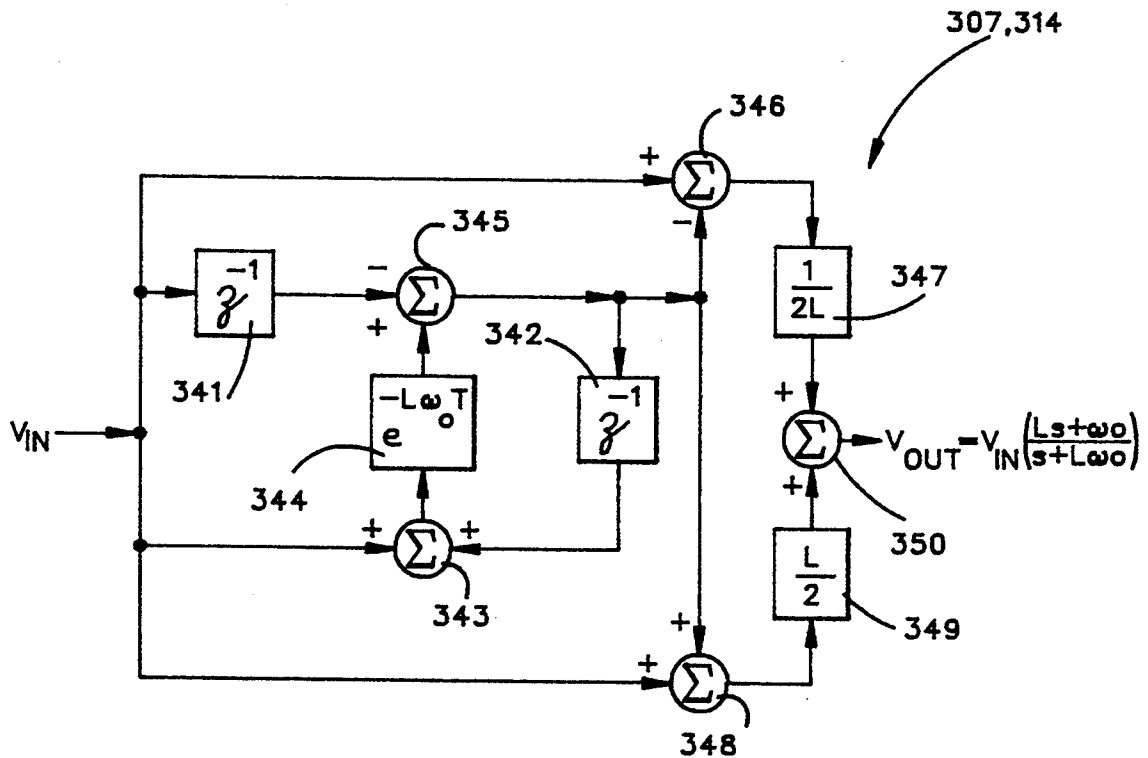 307,314
346
+
-
345
z^-1
-
Σ
+
1/2L
347
342
341
e^-Lω₀T
z^-1
+
V_IN
344
Σ
V_OUT=V_IN(Ls+ωo/s+Lωo)
+
350
+
Σ
+
L/2
343
349
+
+
Σ
348
Σ